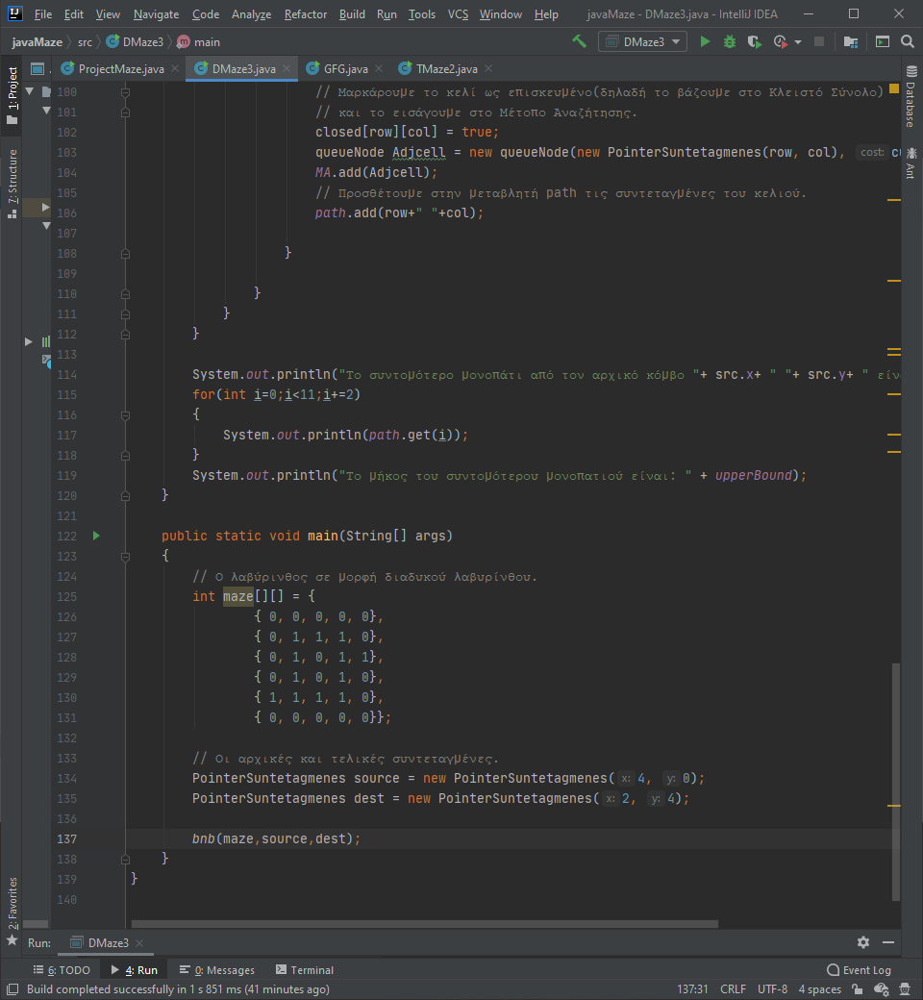 File Edit View Navigate Code Analyze Refactor Build Run Tools VCS Window Help javaMaze - DMaze3.java - IntelliJ IDEA
javaMaze src DMaze3 main DMaze3
ProjectMaze.java DMaze3.java GFG.java TMaze2.java
1: Project
7: Structure
2: Favorites
Database
Ant
100 // Μαρκάρουμε το κελί ως επισκευμένο(δηλαδή το βάζουμε στο Κλειστό Σύνολο)
101 // και το εισάγουμε στο Μέτοπο Αναζήτησης.
102 closed[row][col] = true;
103 queueNode Adjcell = new queueNode(new PointerSuntetagmenes(row, col), cost: cu
104 MA.add(Adjcell);
105 // Προσθέτουμε στην μεταβλητή path τις συντεταγμένες του κελιού.
106 path.add(row+" "+col);
107
108 }
109
110 }
111 }
112 }
113
114 System.out.println("Το συντομότερο μονοπάτι από τον αρχικό κόμβο "+ src.x+ " "+ src.y+ " είν
115 for(int i=0;i<11;i+=2)
116 {
117 System.out.println(path.get(i));
118 }
119 System.out.println("Το μήκος του συντομότερου μονοπατιού είναι: " + upperBound);
120 }
121
122 public static void main(String[] args)
123 {
124 // Ο λαβύρινθος σε μορφή διαδυκού λαβυρίνθου.
125 int maze[][] = {
126 { 0, 0, 0, 0, 0},
127 { 0, 1, 1, 1, 0},
128 { 0, 1, 0, 1, 1},
129 { 0, 1, 0, 1, 0},
130 { 1, 1, 1, 1, 0},
131 { 0, 0, 0, 0, 0}};
132
133 // Οι αρχικές και τελικές συντεταγμένες.
134 PointerSuntetagmenes source = new PointerSuntetagmenes( x: 4, y: 0);
135 PointerSuntetagmenes dest = new PointerSuntetagmenes( x: 2, y: 4);
136
137 bnb(maze,source,dest);
138 }
139 }
140
Run: DMaze3
6: TODO 4: Run 0: Messages Terminal Event Log
Build completed successfully in 1 s 851 ms (41 minutes ago) 137:31 CRLF UTF-8 4 spaces